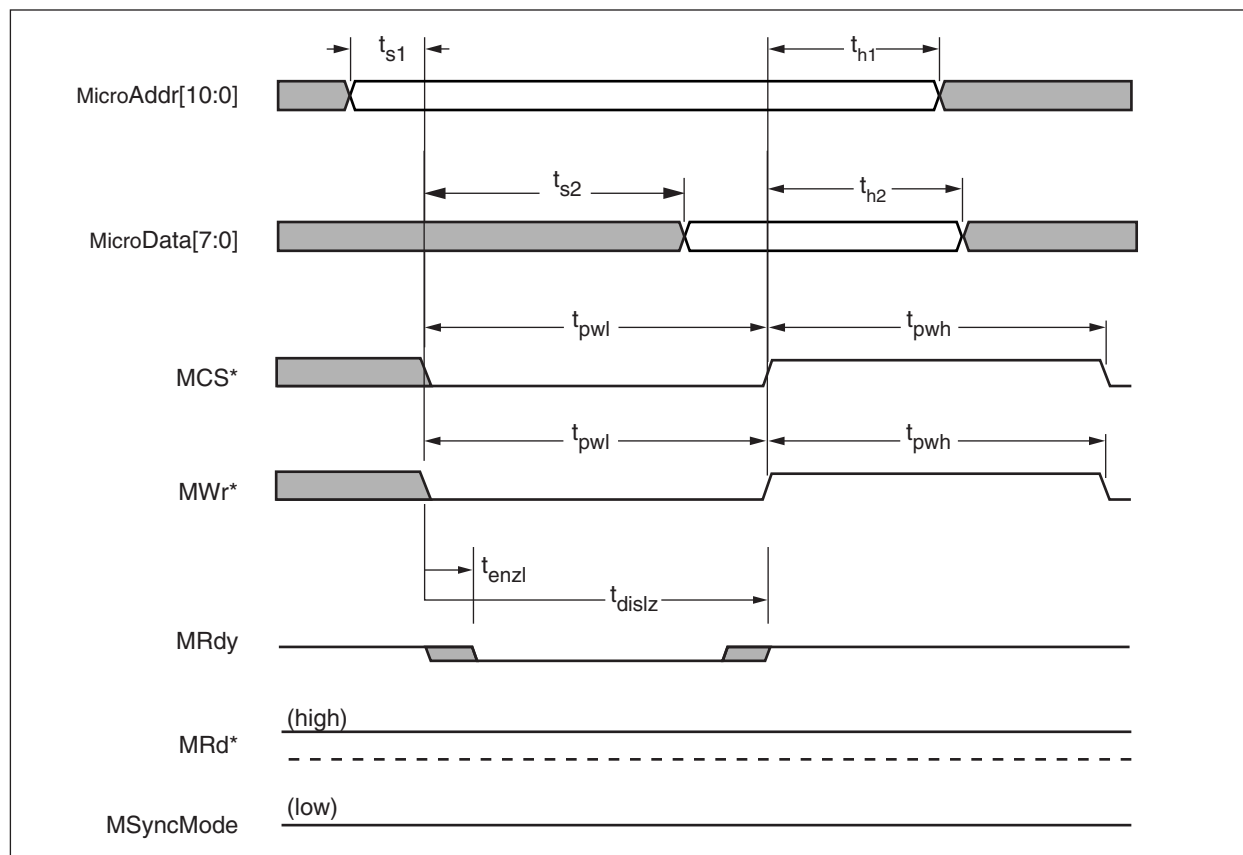 ts1
th1
MicroAddr[10:0]
ts2
th2
MicroData[7:0]
tpwl
tpwh
MCS*
tpwl
tpwh
MWr*
tenzl
tdislz
MRdy
(high)
MRd*
(low)
MSyncMode